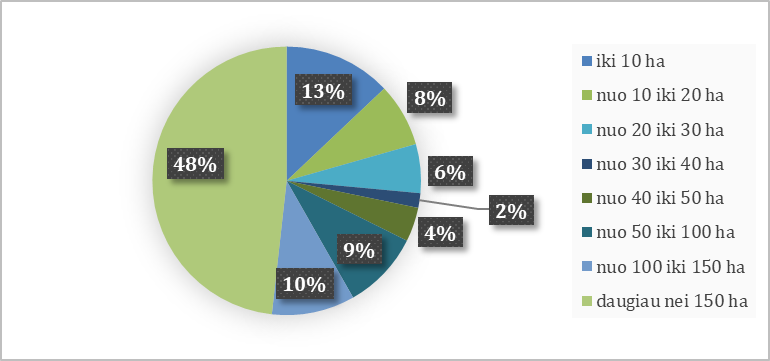 13%
8%
6%
2%
4%
9%
10%
48%
iki 10 ha
nuo 10 iki 20 ha
nuo 20 iki 30 ha
nuo 30 iki 40 ha
nuo 40 iki 50 ha
nuo 50 iki 100 ha
nuo 100 iki 150 ha
daugiau nei 150 ha